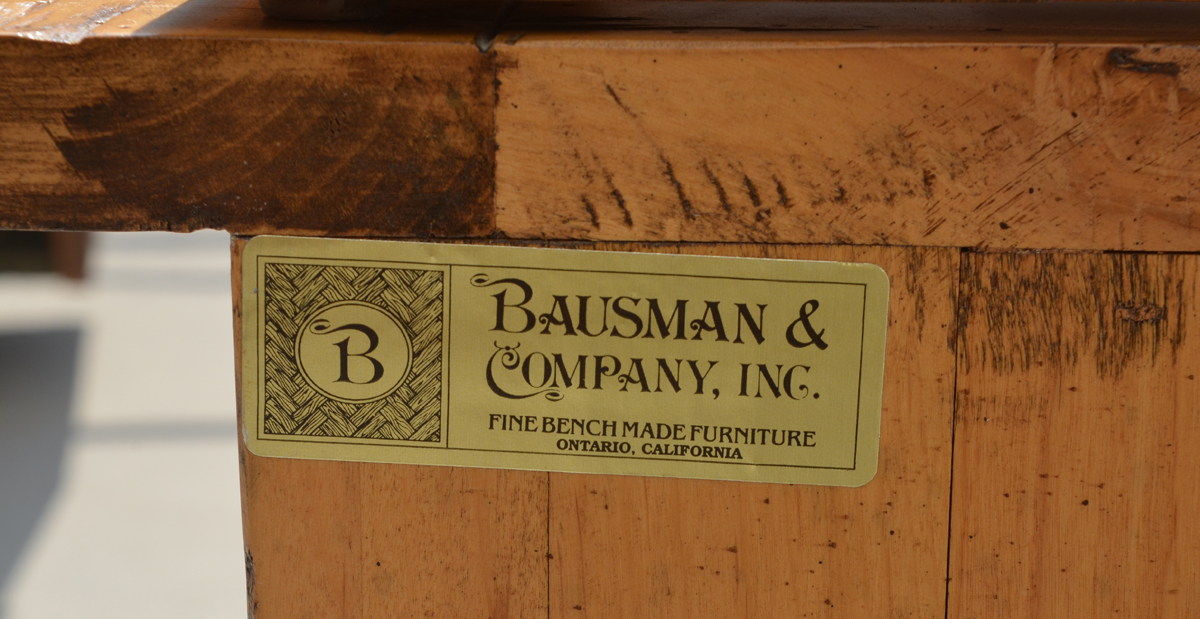 B
BAUSMAN &
COMPANY, INC.
FINE BENCH MADE FURNITURE
ONTARIO, CALIFORNIA